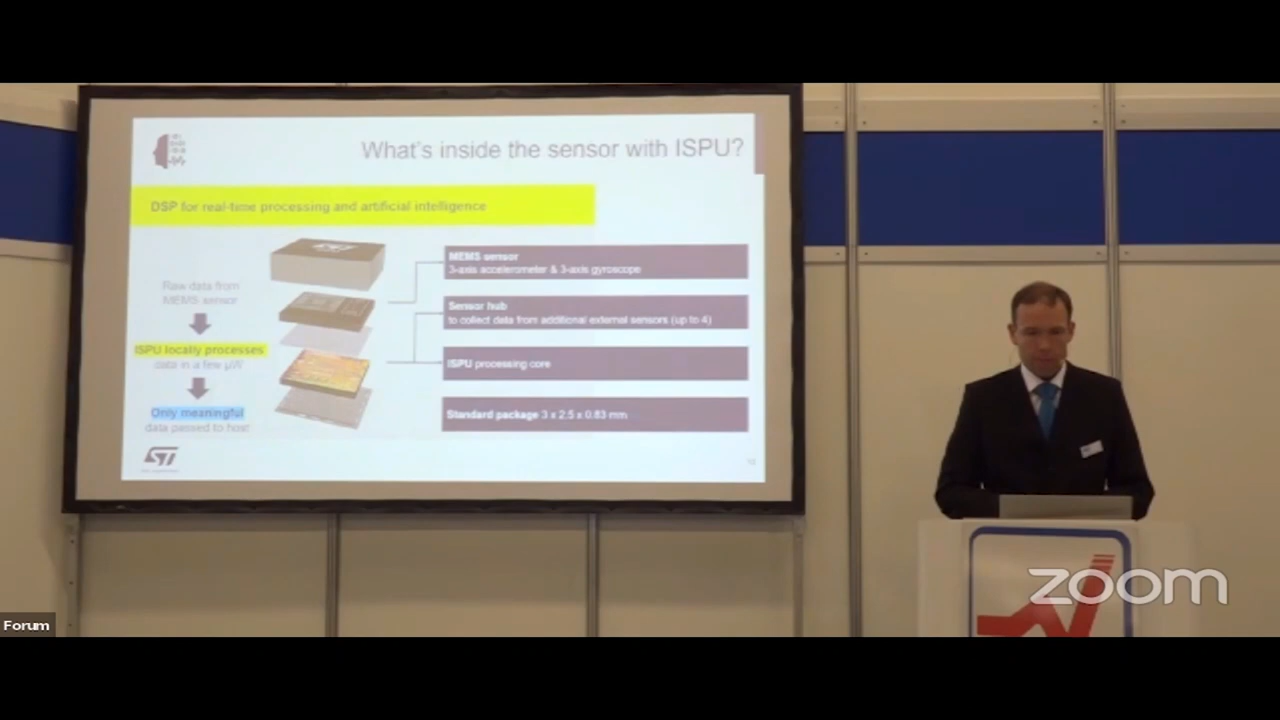 What's inside the sensor with ISPU?
DSP for real-time processing and artificial intelligence
Raw data from
MEMS sensor
ISPU locally processes
data in a few µW
Only meaningful
data passed to host
MEMS sensor
3-axis accelerometer & 3-axis gyroscope
Sensor hub
to collect data from additional external sensors (up to 4)
ISPU processing core
Standard package 3 x 2.5 x 0.83 mm
ST
zoom
Forum